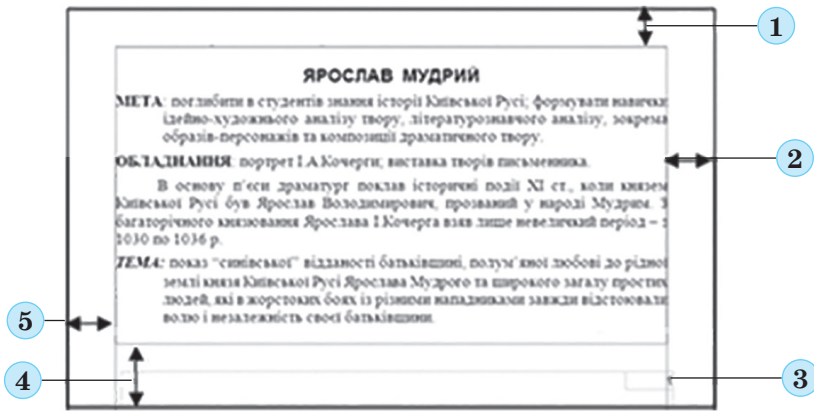 1
ЯРОСЛАВ МУДРИЙ
МЕТА: поглибити в студентів знання історії Київської Русі; формувати навички
ідейно-художнього аналізу твору, літературознавчого аналізу, зокрема
образів-персонажів та композиції драматичного твору.
2
ОБЛАДНАННЯ: портрет І.А Кочерги; виставка творів письменника.
В основу п’єси драматург поклав історичні події XI ст., коли князем
Київської Русі був Ярослав Володимирович, прозваний у народі Мудрим. З
багаторічного князювання Ярослава І.Кочерга взяв лише невеличкий період – з
1030 по 1036 р.
ТЕМА: показ “синівської” відданості батьківщині, полум’яної любові до рідної
землі князя Київської Русі Ярослава Мудрого та широкого загалу простих
людей, які в жорстоких боях із різними нападниками завжди відстоювали
волю і незалежність своєї батьківщини.
5
4
3